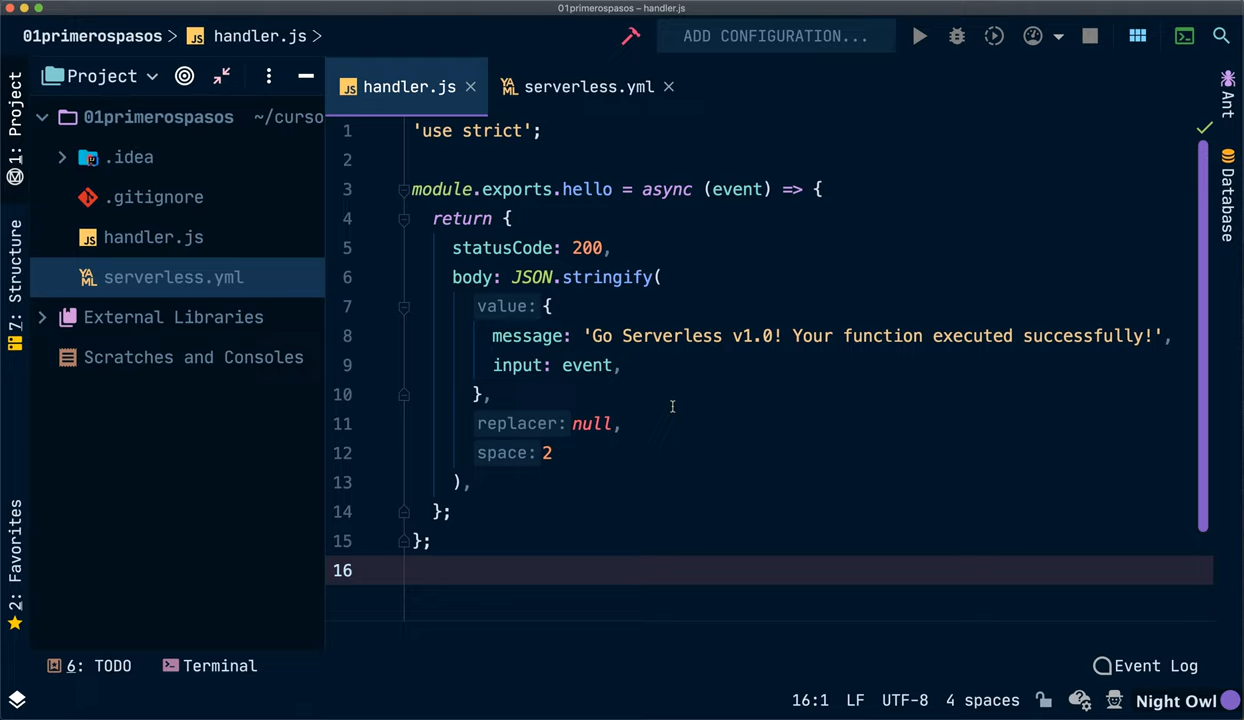 01primerospasos – handler.js
01primerospasos > handler.js >
ADD CONFIGURATION...
1: Project
7: Structure
2: Favorites
Project
01primerospasos ~/curso
.idea
.gitignore
handler.js
serverless.yml
External Libraries
Scratches and Consoles
handler.js
serverless.yml
1 'use strict';
2
3 module.exports.hello = async (event) => {
4 return {
5 statusCode: 200,
6 body: JSON.stringify(
7 value: {
8 message: 'Go Serverless v1.0! Your function executed successfully!',
9 input: event,
10 },
11 replacer: null,
12 space: 2
13 ),
14 };
15 };
16
Ant
Database
6: TODO
Terminal
Event Log
16:1 LF UTF-8 4 spaces
Night Owl